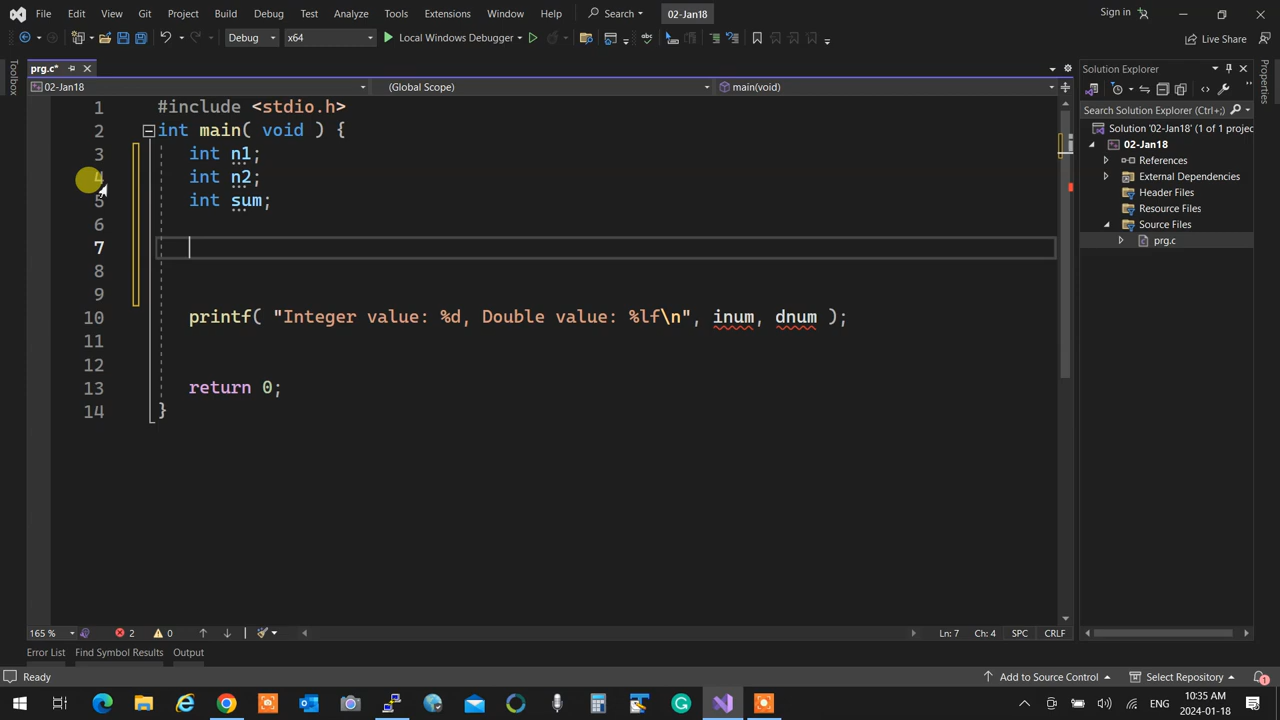 File Edit View Git Project Build Debug Test Analyze Tools Extensions Window Help Search 02-Jan18 Sign in
Debug x64 Local Windows Debugger Live Share
Toolbox
prg.c*
02-Jan18 (Global Scope) main(void)
1 #include <stdio.h>
2 int main( void ) {
3 int n1;
4 int n2;
5 int sum;
6
7
8
9
10 printf( "Integer value: %d, Double value: %lf\n", inum, dnum );
11
12
13 return 0;
14 }
Solution Explorer
Search Solution Explorer (Ctrl+;)
Solution '02-Jan18' (1 of 1 projec
02-Jan18
References
External Dependencies
Header Files
Resource Files
Source Files
prg.c
Properties
165 % 2 0 Ln: 7 Ch: 4 SPC CRLF
Error List Find Symbol Results Output
Ready Add to Source Control Select Repository 1
ENG 10:35 AM
2024-01-18